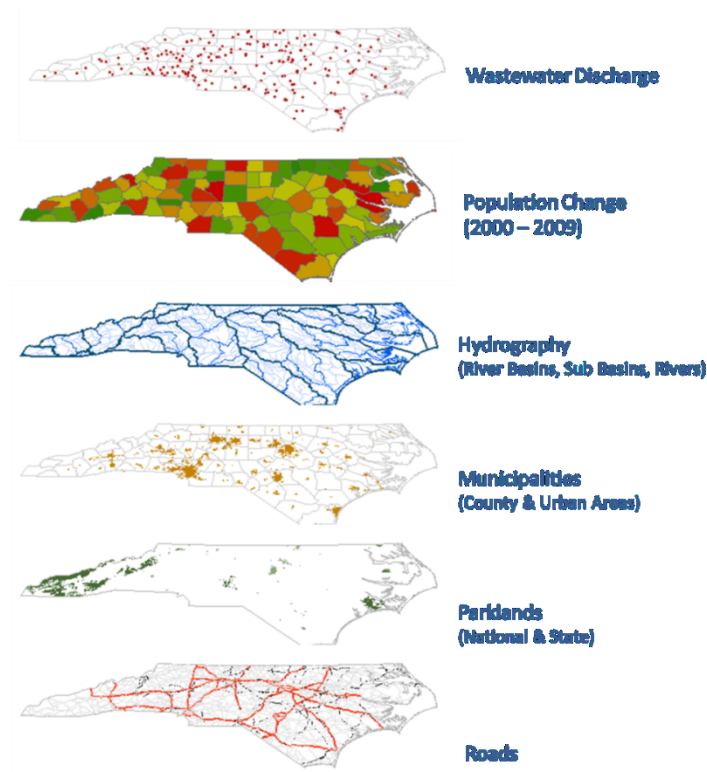 Wastewater Discharge
Population Change
(2000 – 2009)
Hydrography
(River Basins, Sub Basins, Rivers)
Municipalities
(County & Urban Areas)
Parklands
(National & State)
Roads